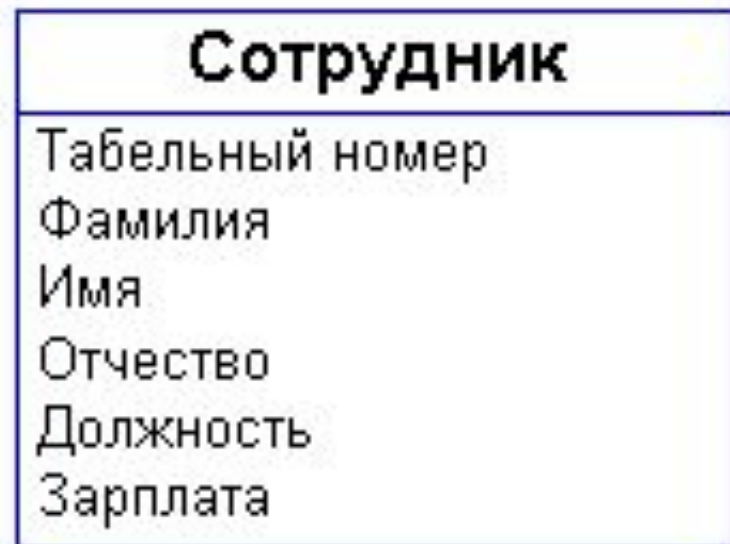 Сотрудник
Табельный номер
Фамилия
Имя
Отчество
Должность
Зарплата